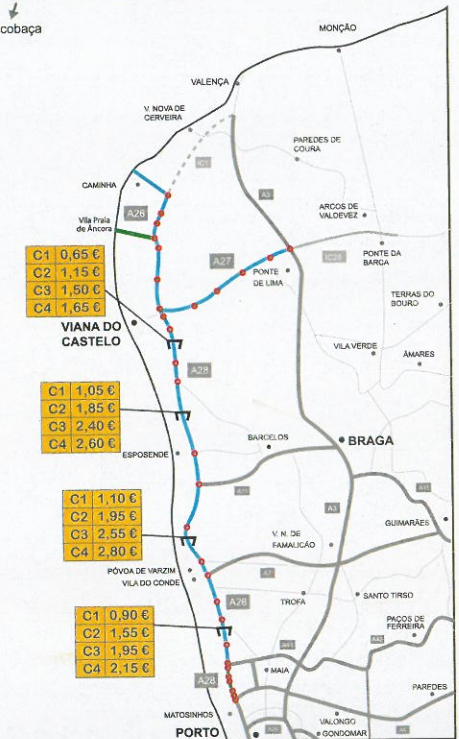 cobaça
MONÇÃO
VALENÇA
V. NOVA DE
CERVEIRA
IC1
PAREDES DE
COURA
A3
CAMINHA
A26
ARCOS DE
VALDEVEZ
Vila Praia
de Âncora
A27
IC28
PONTE DA
BARCA
PONTE
DE LIMA
C1 0,65 €
C2 1,15 €
C3 1,50 €
C4 1,65 €
TERRAS DO
BOURO
VIANA DO
CASTELO
VILA VERDE
ÂMARES
A28
C1 1,05 €
C2 1,85 €
C3 2,40 €
C4 2,60 €
BARCELOS
BRAGA
ESPOSENDE
A11
A11
C1 1,10 €
C2 1,95 €
C3 2,55 €
C4 2,80 €
A3
GUIMARÃES
V. N. DE
FAMALICÃO
PÓVOA DE VARZIM
VILA DO CONDE
A7
A26
TROFA
SANTO TIRSO
C1 0,90 €
C2 1,55 €
C3 1,95 €
C4 2,15 €
PAÇOS DE
FERREIRA
A42
A41
MAIA
A28
PAREDES
MATOSINHOS
VALONGO
PORTO
GONDOMAR
A4